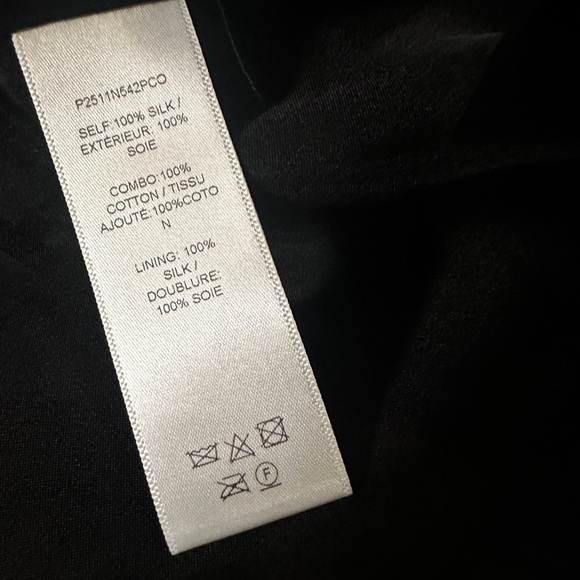 P2511N542PCO
SELF:100% SILK /
EXTÉRIEUR: 100%
SOIE
COMBO:100%
COTTON / TISSU
AJOUTÉ:100%COTO
N
LINING: 100%
SILK /
DOUBLURE:
100% SOIE
F